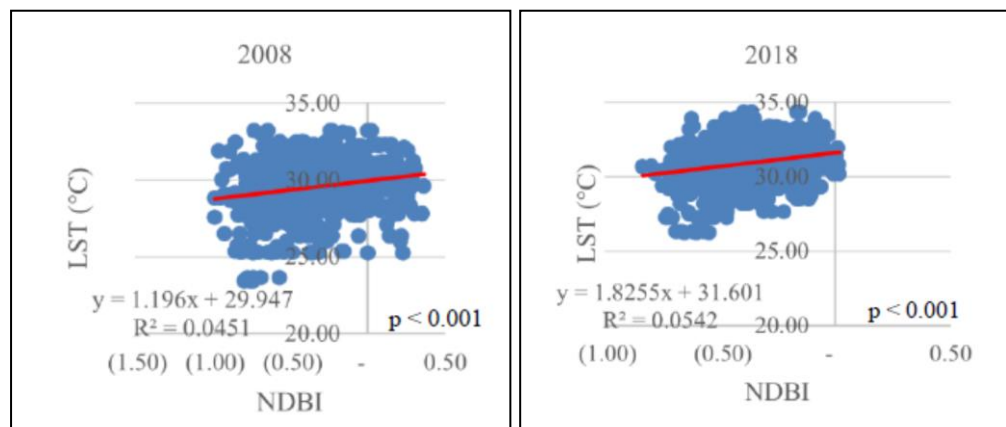 2008
35.00
30.00
25.00
20.00
LST (°C)
y = 1.196x + 29.947
R² = 0.0451
p < 0.001
(1.50) (1.00) (0.50) - 0.50
NDBI
2018
35.00
30.00
25.00
20.00
LST (°C)
y = 1.8255x + 31.601
R² = 0.0542
p < 0.001
(1.00) (0.50) - 0.50
NDBI